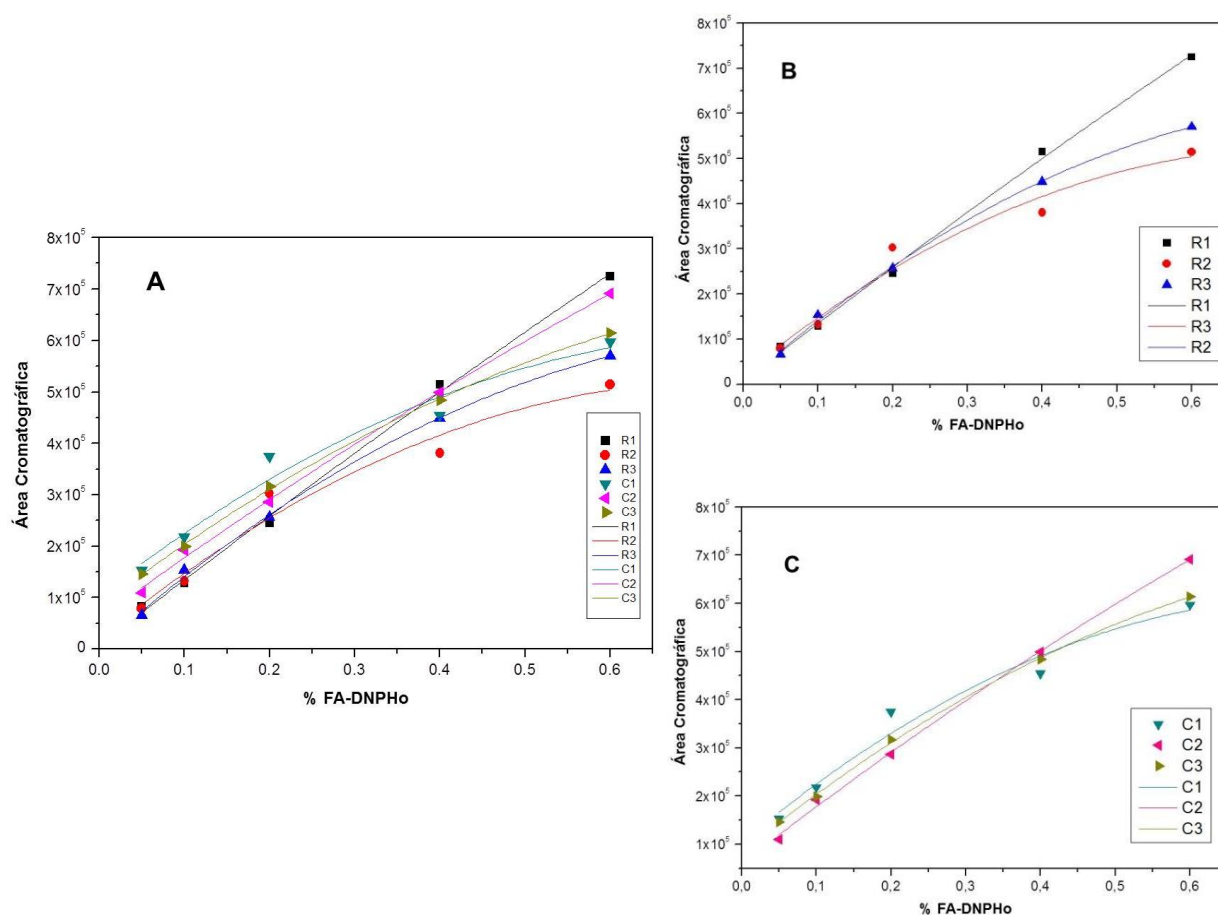 A
Área Cromatográfica
8x10⁵
7x10⁵
6x10⁵
5x10⁵
4x10⁵
3x10⁵
2x10⁵
1x10⁵
0
0.0 0.1 0.2 0.3 0.4 0.5 0.6
% FA-DNPHo
R1
R2
R3
C1
C2
C3
R1
R2
R3
C1
C2
C3
B
Área Cromatográfica
8x10⁵
7x10⁵
6x10⁵
5x10⁵
4x10⁵
3x10⁵
2x10⁵
1x10⁵
0
0,0 0,1 0,2 0,3 0,4 0,5 0,6
% FA-DNPHo
R1
R2
R3
R1
R3
R2
C
Área Cromatográfica
8x10⁵
7x10⁵
6x10⁵
5x10⁵
4x10⁵
3x10⁵
2x10⁵
1x10⁵
0,0 0,1 0,2 0,3 0,4 0,5 0,6
% FA-DNPHo
C1
C2
C3
C1
C2
C3